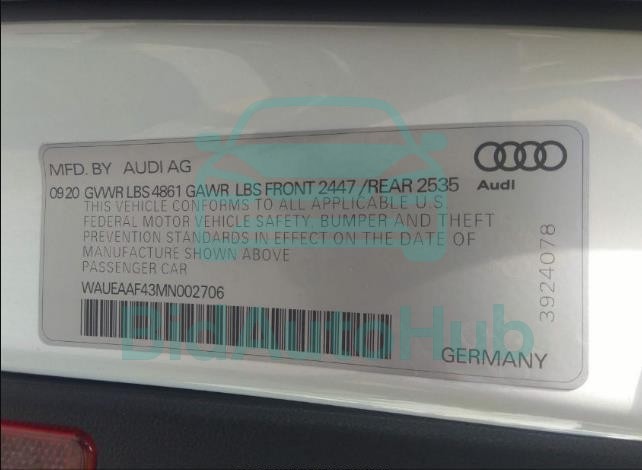 MFD. BY AUDI AG
Audi
09 20 GVWR LBS 4861 GAWR LBS FRONT 2447 /REAR 2535
THIS VEHICLE CONFORMS TO ALL APPLICABLE U.S.
FEDERAL MOTOR VEHICLE SAFETY, BUMPER AND THEFT
PREVENTION STANDARDS IN EFFECT ON THE DATE OF
MANUFACTURE SHOWN ABOVE
PASSENGER CAR
WAUEAAF43MN002706
3924078
GERMANY
BidAutoHub